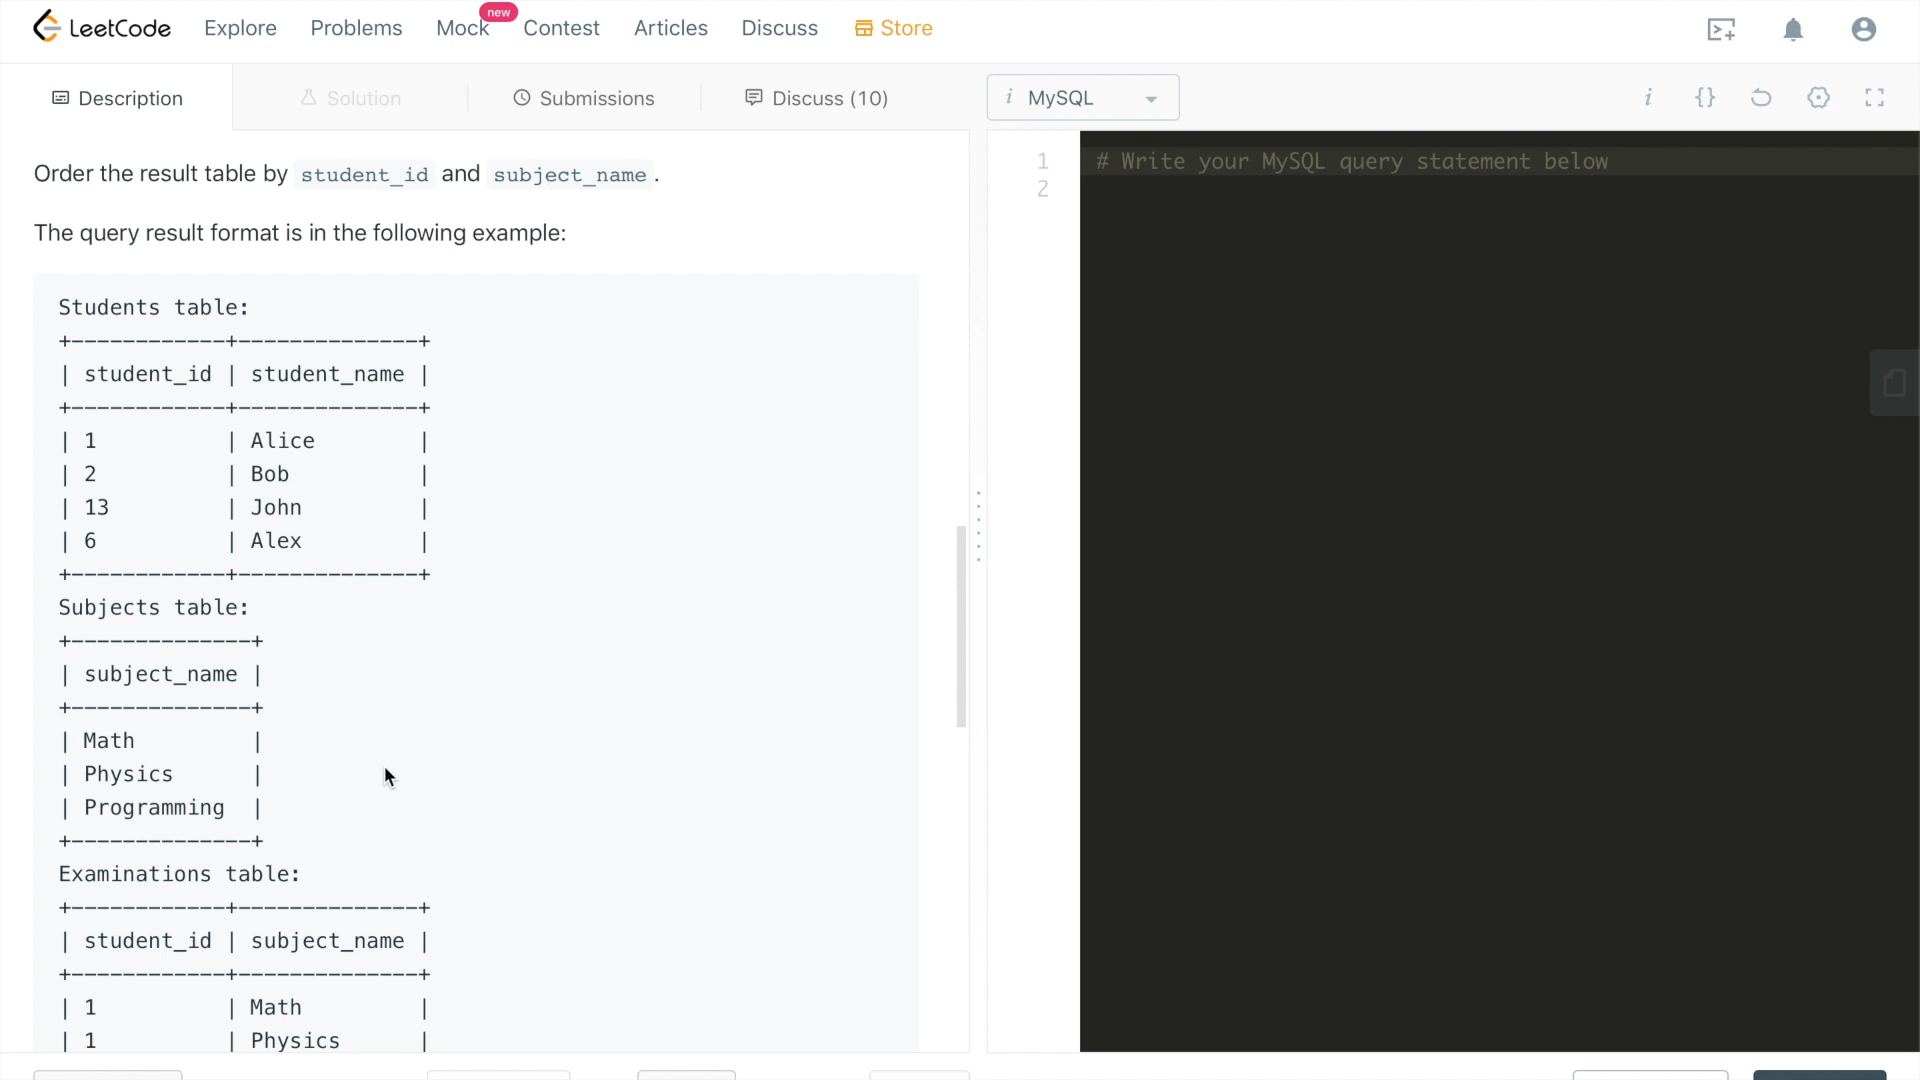 LeetCode Explore Problems Mock new Contest Articles Discuss Store
Description Solution Submissions Discuss (10) i MySQL i {}
Order the result table by student_id and subject_name.
The query result format is in the following example:
Students table:
+------------+--------------+
| student_id | student_name |
+------------+--------------+
| 1          | Alice        |
| 2          | Bob          |
| 13         | John         |
| 6          | Alex         |
+------------+--------------+
Subjects table:
+--------------+
| subject_name |
+--------------+
| Math         |
| Physics      |
| Programming  |
+--------------+
Examinations table:
+------------+--------------+
| student_id | subject_name |
+------------+--------------+
| 1          | Math         |
| 1          | Physics      |
1 # Write your MySQL query statement below
2